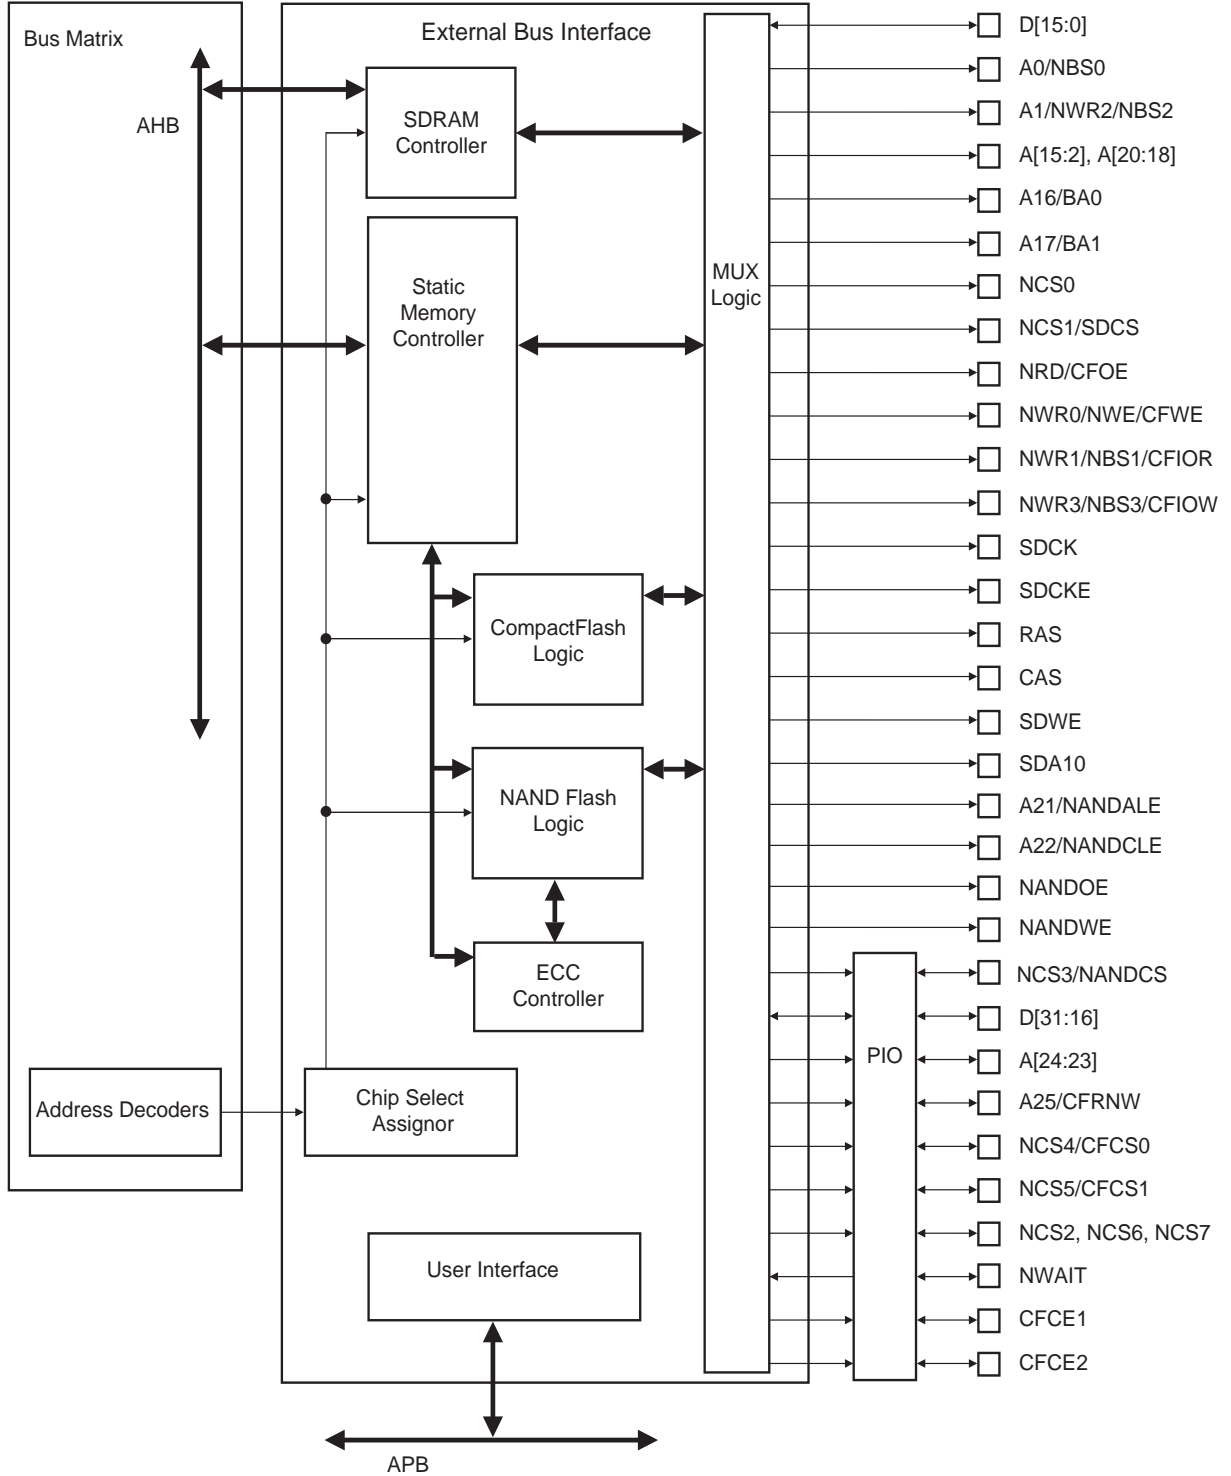 Bus Matrix
AHB
Address Decoders
External Bus Interface
SDRAM
Controller
Static
Memory
Controller
CompactFlash
Logic
NAND Flash
Logic
ECC
Controller
Chip Select
Assignor
User Interface
APB
MUX
Logic
PIO
D[15:0]
A0/NBS0
A1/NWR2/NBS2
A[15:2], A[20:18]
A16/BA0
A17/BA1
NCS0
NCS1/SDCS
NRD/CFOE
NWR0/NWE/CFWE
NWR1/NBS1/CFIOR
NWR3/NBS3/CFIOW
SDCK
SDCKE
RAS
CAS
SDWE
SDA10
A21/NANDALE
A22/NANDCLE
NANDOE
NANDWE
NCS3/NANDCS
D[31:16]
A[24:23]
A25/CFRNW
NCS4/CFCS0
NCS5/CFCS1
NCS2, NCS6, NCS7
NWAIT
CFCE1
CFCE2